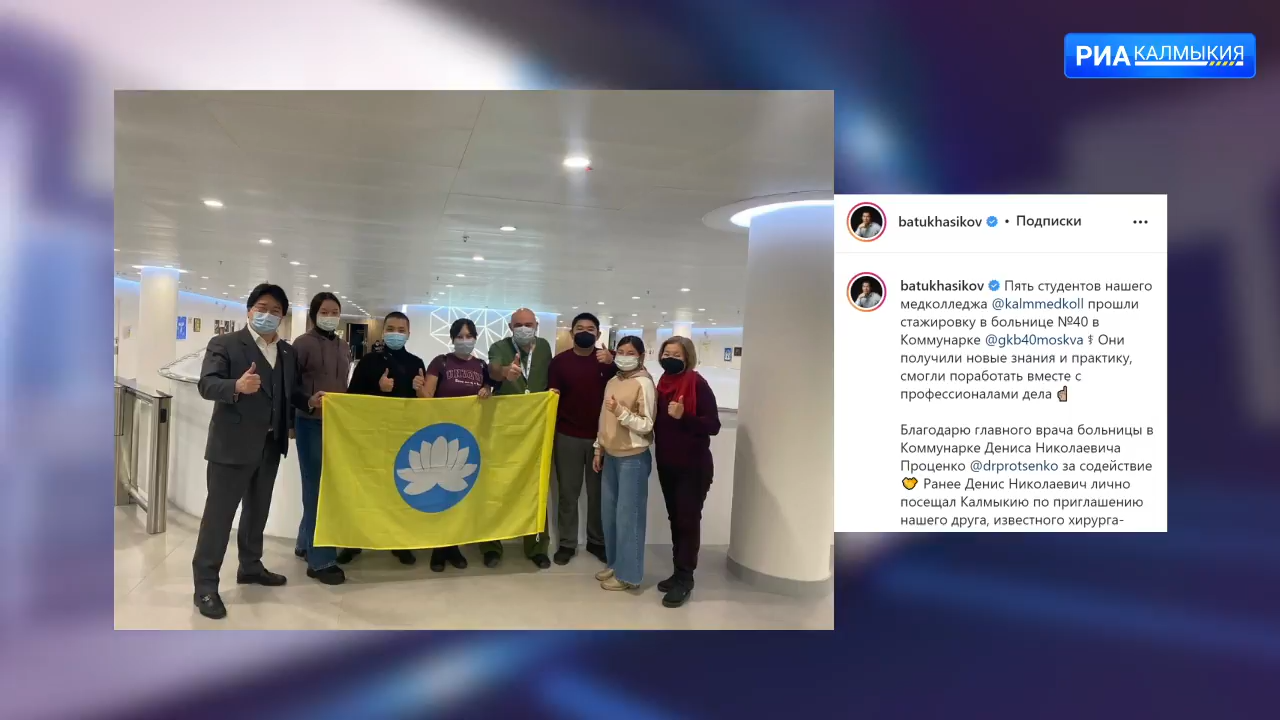 РИА КАЛМЫКИЯ
batukhasikov • Подписки
batukhasikov Пять студентов нашего
медколледжа @kalmmedkoll прошли
стажировку в больнице №40 в
Коммунарке @gkb40moskva ⚕ Они
получили новые знания и практику,
смогли поработать вместе с
профессионалами дела ☝🏼
Благодарю главного врача больницы в
Коммунарке Дениса Николаевича
Проценко @drprotsenko за содействие
🤝 Ранее Денис Николаевич лично
посещал Калмыкию по приглашению
нашего друга, известного хирурга-